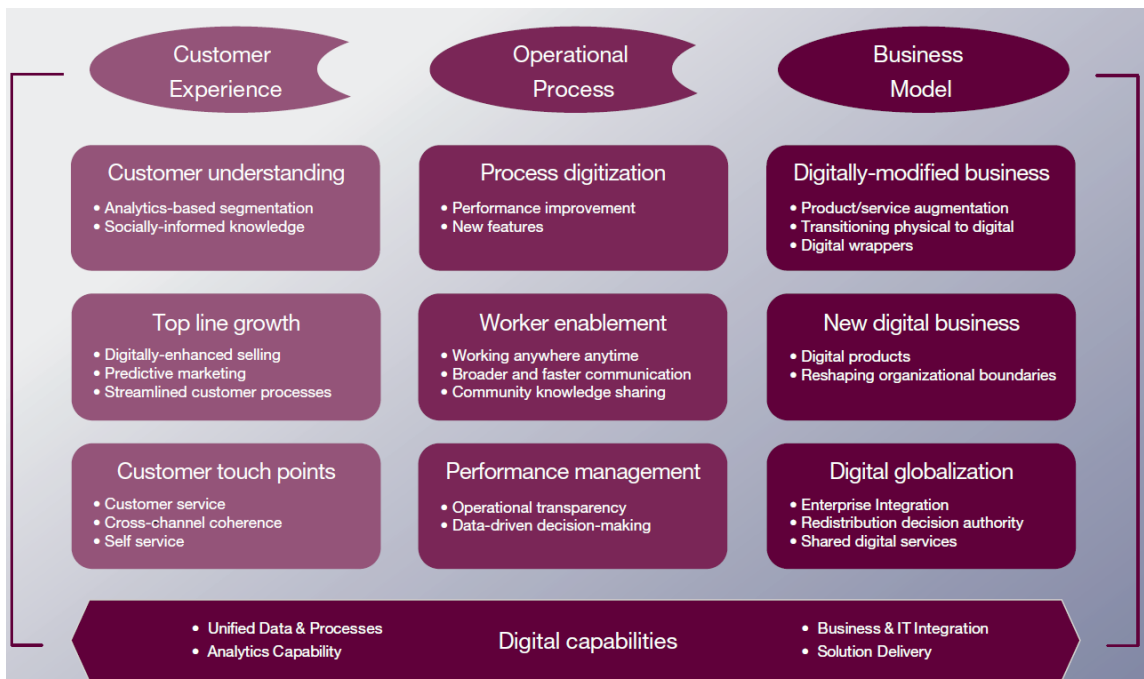 Customer
Experience
Operational
Process
Business
Model
Customer understanding
• Analytics-based segmentation
• Socially-informed knowledge
Process digitization
• Performance improvement
• New features
Digitally-modified business
• Product/service augmentation
• Transitioning physical to digital
• Digital wrappers
Top line growth
• Digitally-enhanced selling
• Predictive marketing
• Streamlined customer processes
Worker enablement
• Working anywhere anytime
• Broader and faster communication
• Community knowledge sharing
New digital business
• Digital products
• Reshaping organizational boundaries
Customer touch points
• Customer service
• Cross-channel coherence
• Self service
Performance management
• Operational transparency
• Data-driven decision-making
Digital globalization
• Enterprise Integration
• Redistribution decision authority
• Shared digital services
• Unified Data & Processes
• Analytics Capability
Digital capabilities
• Business & IT Integration
• Solution Delivery